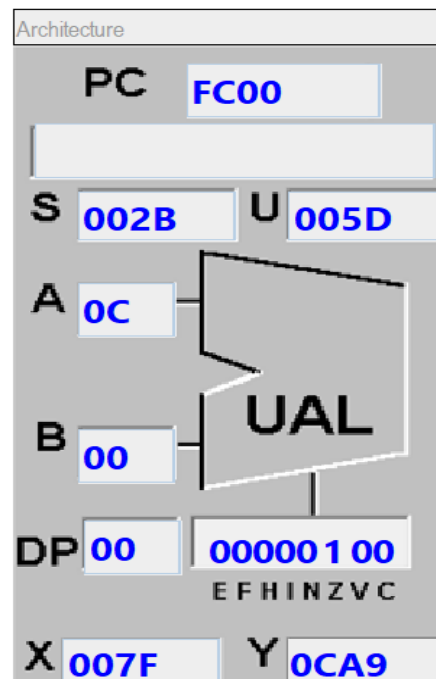 Architecture
PC FC00
S 002B U 005D
A 0C
UAL
B 00
DP 00 00000100
E F H I N Z V C
X 007F Y 0CA9